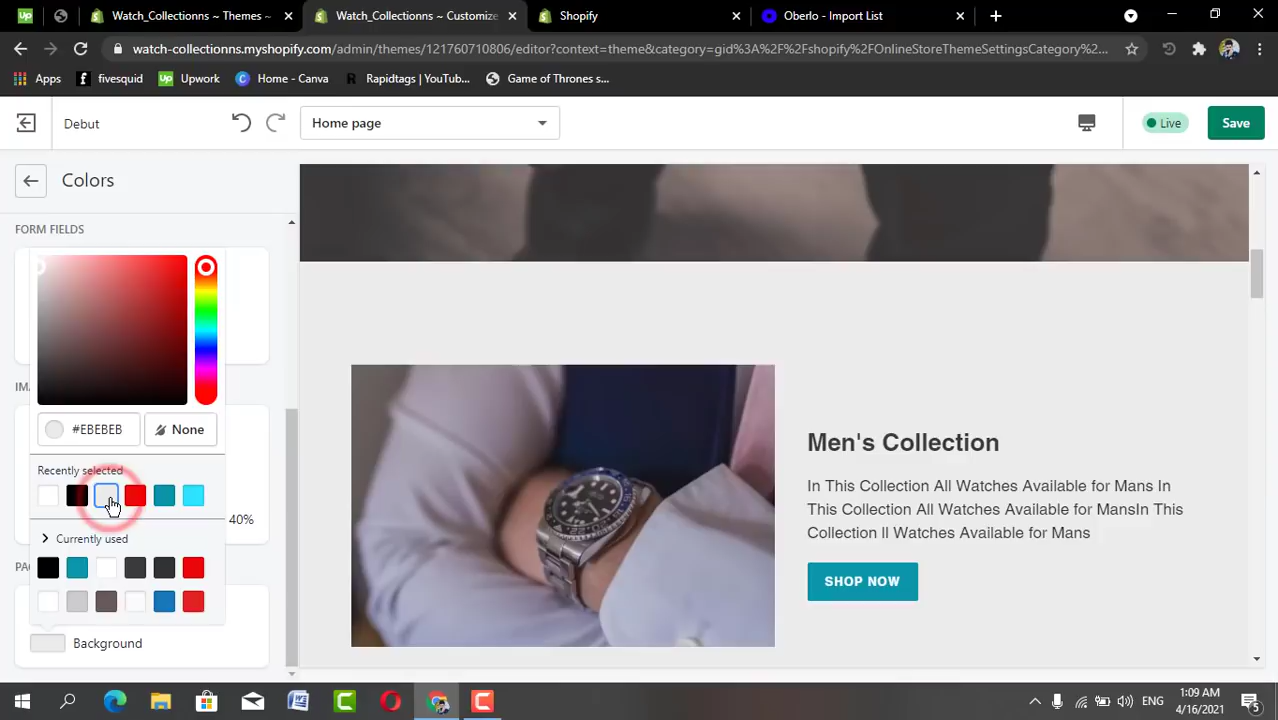 Up
Watch_Collectionns ~ Themes ~
Watch_Collectionns ~ Customize
Shopify
Oberlo - Import List
watch-collectionns.myshopify.com/admin/themes/121760710806/editor?context=theme&category=gid%3A%2F%2Fshopify%2FOnlineStoreThemeSettingsCategory%2...
Apps
fivesquid
Up
Upwork
Home - Canva
Rapidtags | YouTube...
Game of Thrones s...
Debut
Home page
Live
Save
Colors
FORM FIELDS
#EBEBEB
None
Recently selected
Currently used
40%
Background
Men's Collection
In This Collection All Watches Available for Mans In
This Collection All Watches Available for MansIn This
Collection ll Watches Available for Mans
SHOP NOW
ENG
1:09 AM
4/16/2021
5